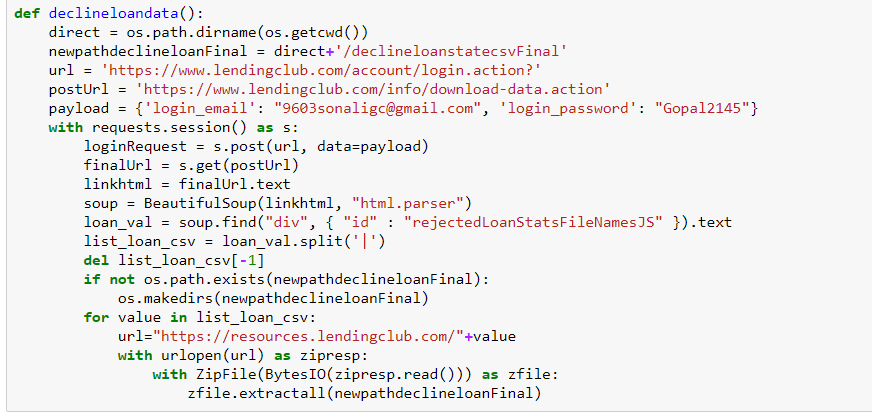 def declineloandata():
    direct = os.path.dirname(os.getcwd())
    newpathdeclineloanFinal = direct+'/declineloanstatecsvFinal'
    url = 'https://www.lendingclub.com/account/login.action?'
    postUrl = 'https://www.lendingclub.com/info/download-data.action'
    payload = {'login_email': "9603sonaligc@gmail.com", 'login_password': "Gopal2145"}
    with requests.session() as s:
        loginRequest = s.post(url, data=payload)
        finalUrl = s.get(postUrl)
        linkhtml = finalUrl.text
        soup = BeautifulSoup(linkhtml, "html.parser")
        loan_val = soup.find("div", { "id" : "rejectedLoanStatsFileNamesJS" }).text
        list_loan_csv = loan_val.split('|')
        del list_loan_csv[-1]
        if not os.path.exists(newpathdeclineloanFinal):
            os.makedirs(newpathdeclineloanFinal)
        for value in list_loan_csv:
            url="https://resources.lendingclub.com/"+value
            with urlopen(url) as zipresp:
                with ZipFile(BytesIO(zipresp.read())) as zfile:
                    zfile.extractall(newpathdeclineloanFinal)